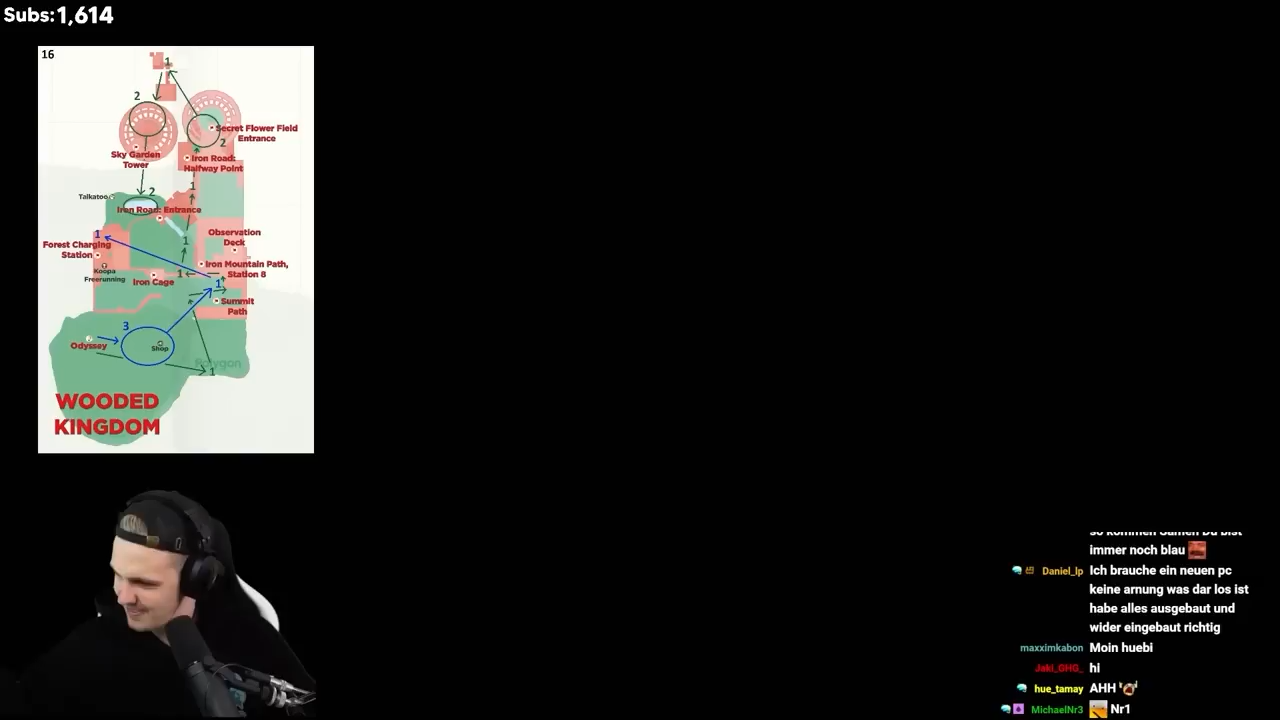 Subs:1,614
16
1
2
Secret Flower Field
Entrance
2
Sky Garden
Tower
Iron Road:
Halfway Point
1
2
Talkatoo
Iron Road: Entrance
1
1
Observation
Deck
Forest Charging
Station
Iron Mountain Path,
Station 8
Koopa
Freerunning
1
Iron Cage
1
Summit
Path
3
Odyssey
Shop
Polygon
1
WOODED
KINGDOM
immer noch blau
Daniel_lp Ich brauche ein neuen pc
keine arnung was dar los ist
habe alles ausgebaut und
wider eingebaut richtig
maxximkabon Moin huebi
Jaki_GHG_ hi
hue_tamay AHH
MichaelNr3 Nr1